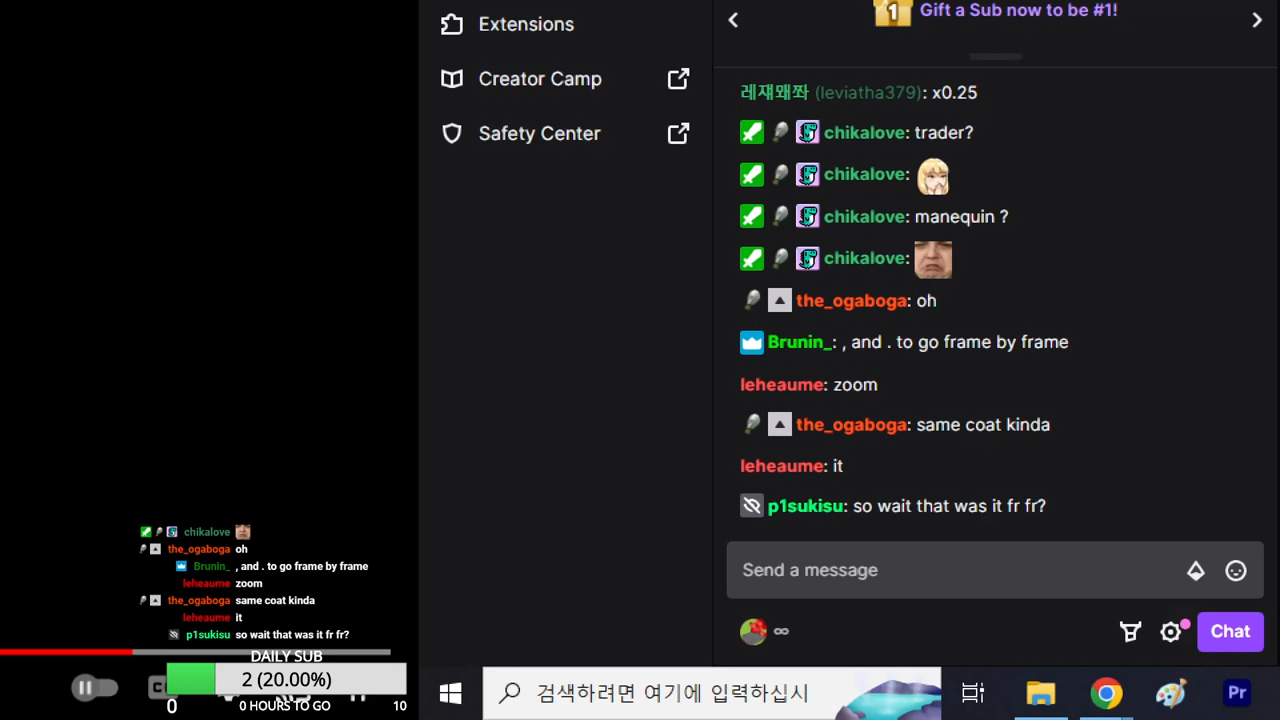 Extensions
Creator Camp
Safety Center
1
Gift a Sub now to be #1!
레쟤왜쫘 (leviatha379): x0.25
chikalove: trader?
chikalove:
chikalove: manequin ?
chikalove:
the_ogaboga: oh
Brunin_: , and . to go frame by frame
leheaume: zoom
the_ogaboga: same coat kinda
leheaume: it
p1sukisu: so wait that was it fr fr?
Send a message
∞
Chat
chikalove
the_ogaboga oh
Brunin_ , and . to go frame by frame
leheaume zoom
the_ogaboga same coat kinda
leheaume it
p1sukisu so wait that was it fr fr?
DAILY SUB
2 (20.00%)
0
0 HOURS TO GO
10
검색하려면 여기에 입력하십시
Pr